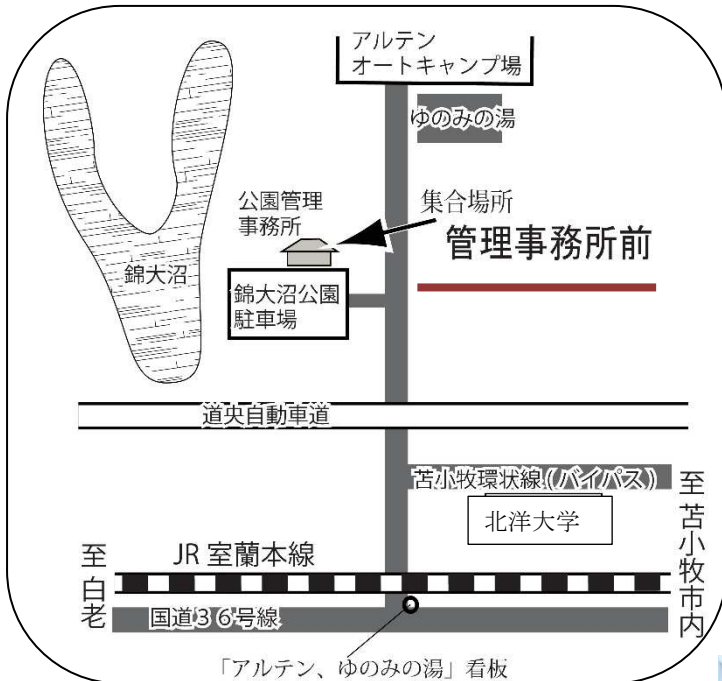 アルテン
オートキャンプ場
ゆのみの湯
公園管理
事務所
集合場所
管理事務所前
錦大沼
錦大沼公園
駐車場
道央自動車道
苫小牧環状線(バイパス)
北洋大学
至苫小牧市内
至白老
JR室蘭本線
国道36号線
「アルテン、ゆのみの湯」看板